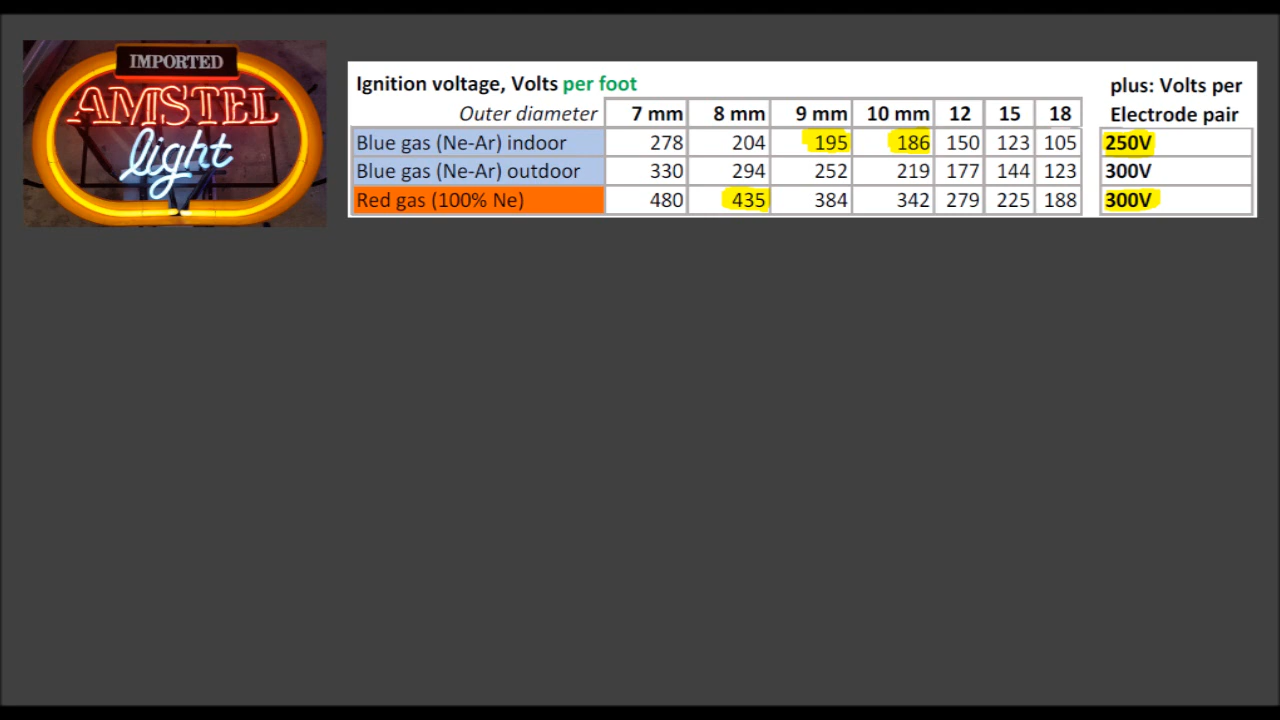 IMPORTED
AMSTEL
light
Ignition voltage, Volts per foot
plus: Volts per
Outer diameter 7 mm 8 mm 9 mm 10 mm 12 15 18 Electrode pair
Blue gas (Ne-Ar) indoor 278 204 195 186 150 123 105 250V
Blue gas (Ne-Ar) outdoor 330 294 252 219 177 144 123 300V
Red gas (100% Ne) 480 435 384 342 279 225 188 300V